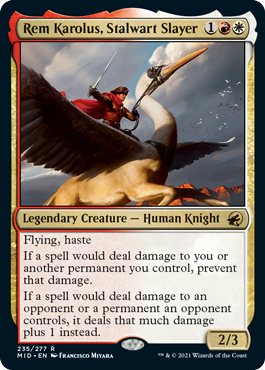 Rem Karolus, Stalwart Slayer 1
Legendary Creature — Human Knight
Flying, haste
If a spell would deal damage to you or
another permanent you control, prevent
that damage.
If a spell would deal damage to an
opponent or a permanent an opponent
controls, it deals that much damage
plus 1 instead.
2/3
235/277 R
MID • EN Francisco Miyara
™ & © 2021 Wizards of the Coast